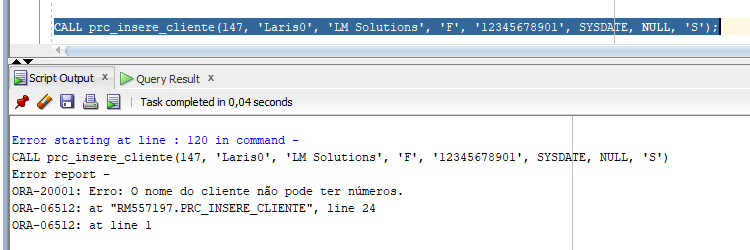 CALL prc_insere_cliente(147, 'Laris0', 'LM Solutions', 'F', '12345678901', SYSDATE, NULL, 'S');
Script Output x Query Result x
Task completed in 0,04 seconds
Error starting at line : 120 in command -
CALL prc_insere_cliente(147, 'Laris0', 'LM Solutions', 'F', '12345678901', SYSDATE, NULL, 'S')
Error report -
ORA-20001: Erro: O nome do cliente não pode ter números.
ORA-06512: at "RM557197.PRC_INSERE_CLIENTE", line 24
ORA-06512: at line 1